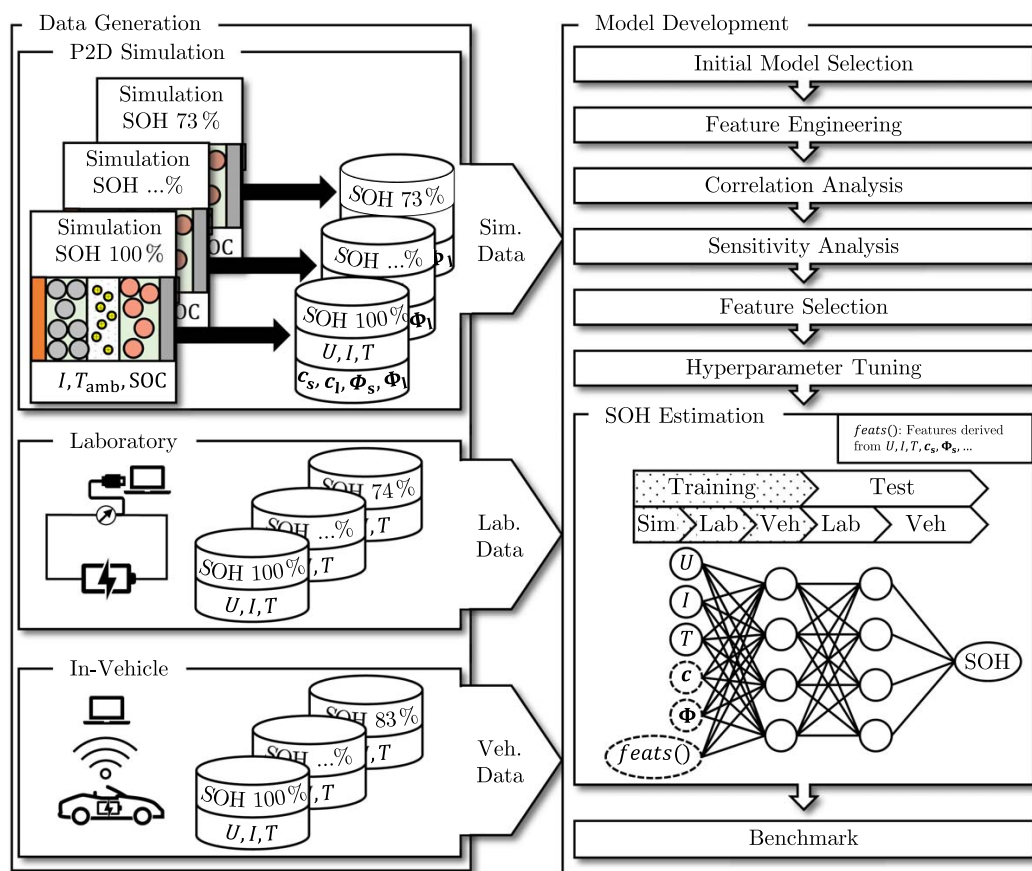 Data Generation
P2D Simulation
Simulation
SOH 73 %
Simulation
SOH ...%
Simulation
SOH 100 %
OC
OC
I, T_amb, SOC
SOH 73 %
SOH ...%
Φ_l
SOH 100 %
Φ_l
U, I, T
c_s, c_l, Φ_s, Φ_l
Sim.
Data
Laboratory
SOH 74 %
I, T
SOH ...%
I, T
SOH 100 %
U, I, T
Lab.
Data
In-Vehicle
SOH 83 %
I, T
SOH ...%
I, T
SOH 100 %
U, I, T
Veh.
Data
Model Development
Initial Model Selection
Feature Engineering
Correlation Analysis
Sensitivity Analysis
Feature Selection
Hyperparameter Tuning
SOH Estimation
feats(): Features derived
from U, I, T, c_s, Φ_s, ...
Training Test
Sim Lab Veh Lab Veh
U
I
T
c
Φ
feats()
SOH
Benchmark